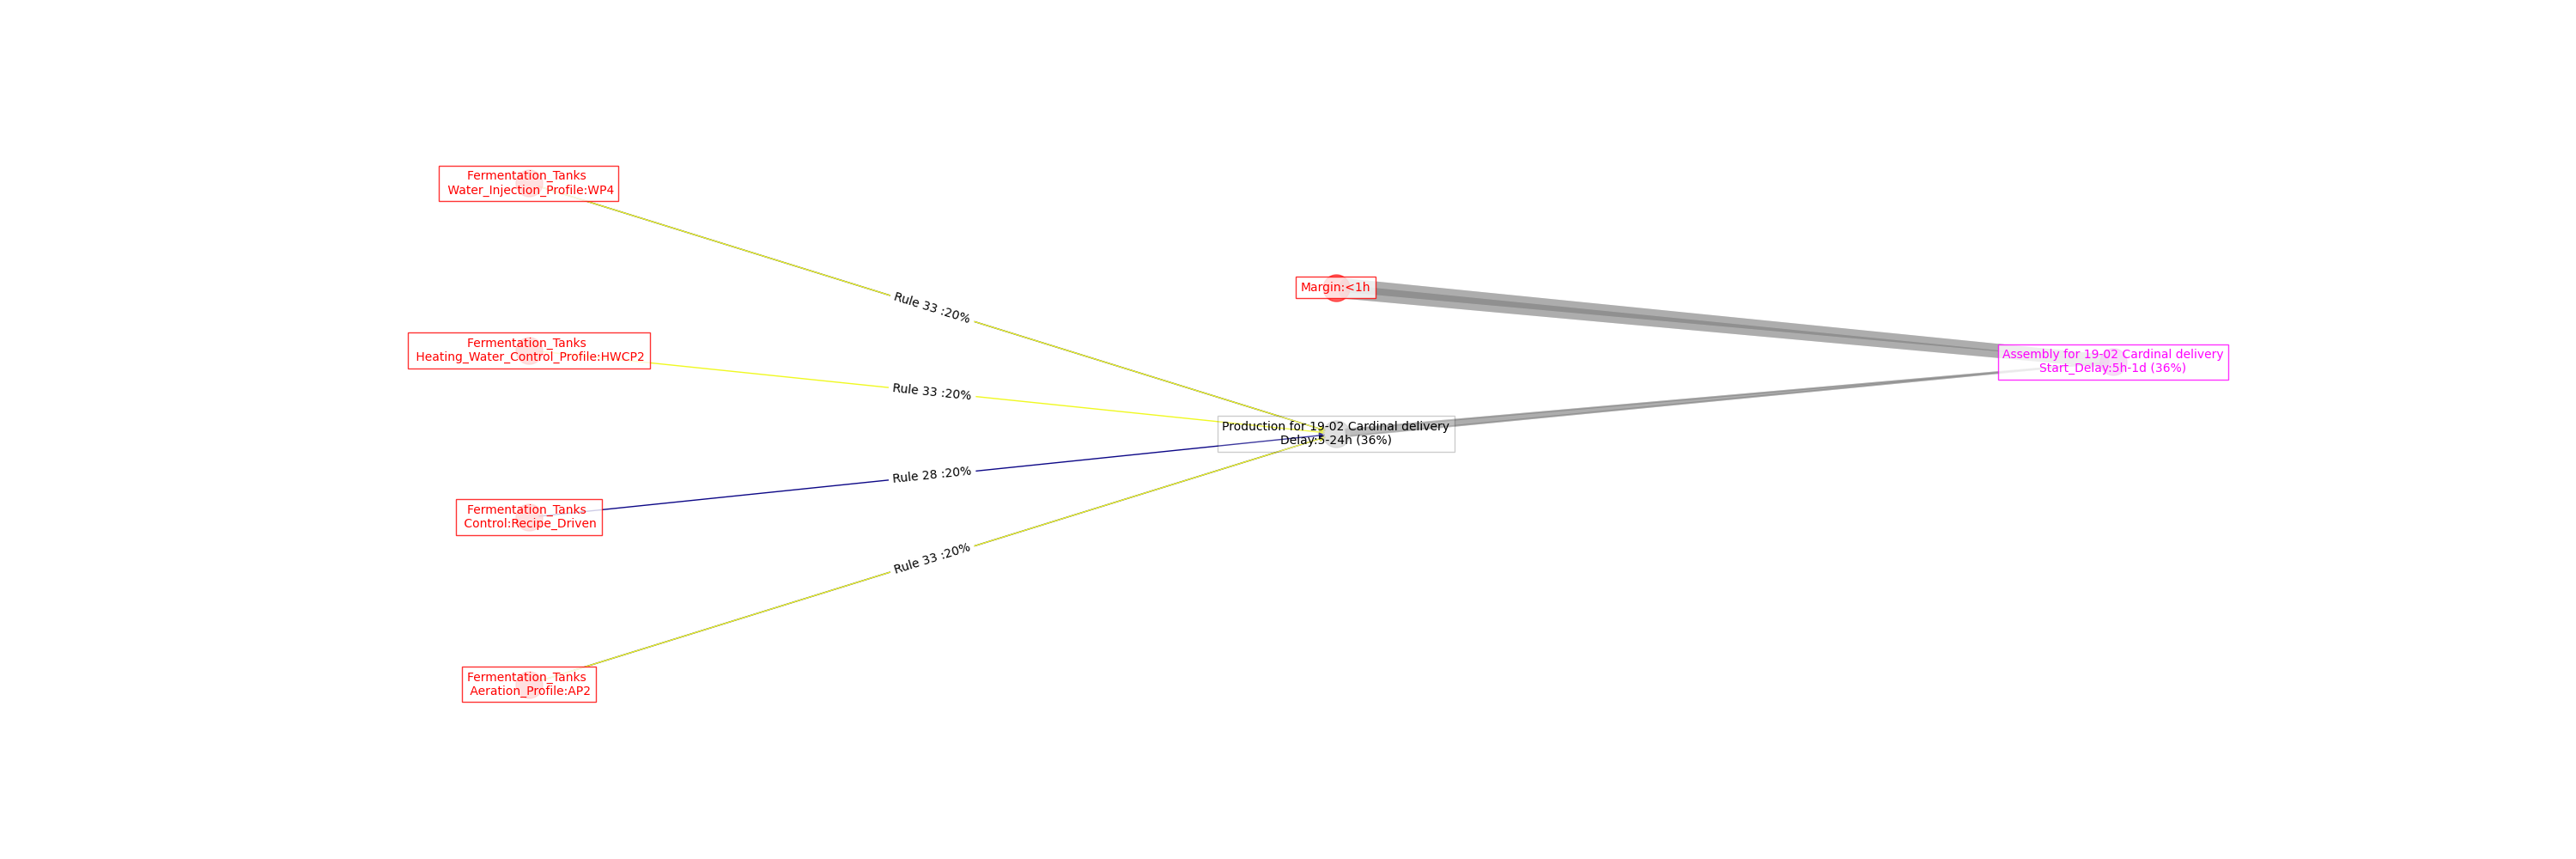 Fermentation_Tanks
Water_Injection_Profile:WP4
Rule 33 :20%
Margin:<1h
Fermentation_Tanks
Heating_Water_Control_Profile:HWCP2
Rule 33 :20%
Assembly for 19-02 Cardinal delivery
Start_Delay:5h-1d (36%)
Production for 19-02 Cardinal delivery
Delay:5-24h (36%)
Rule 28 :20%
Fermentation_Tanks
Control:Recipe_Driven
Rule 33 :20%
Fermentation_Tanks
Aeration_Profile:AP2